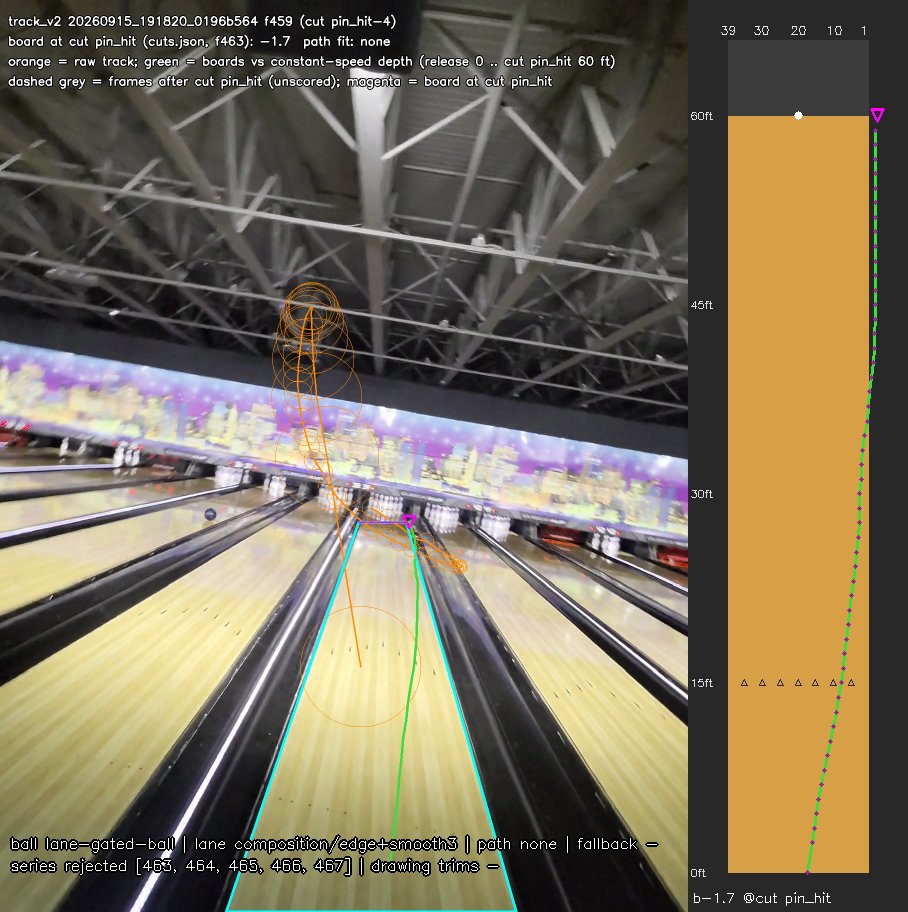 track_v2 20260915_191820_0196b564 f459 (cut pin_hit-4)
board at cut pin_hit (cuts.json, f463): -1.7 path fit: none
orange = raw track; green = boards vs constant-speed depth (release 0 .. cut pin_hit 60 ft)
dashed grey = frames after cut pin_hit (unscored); magenta = board at cut pin_hit
39 30 20 10 1
60ft
45ft
30ft
15ft
0ft
ball lane-gated-ball | lane composition/edge+smooth3 | path none | fallback -
series rejected [463, 464, 465, 466, 467] | drawing trims -
b-1.7 @cut pin_hit